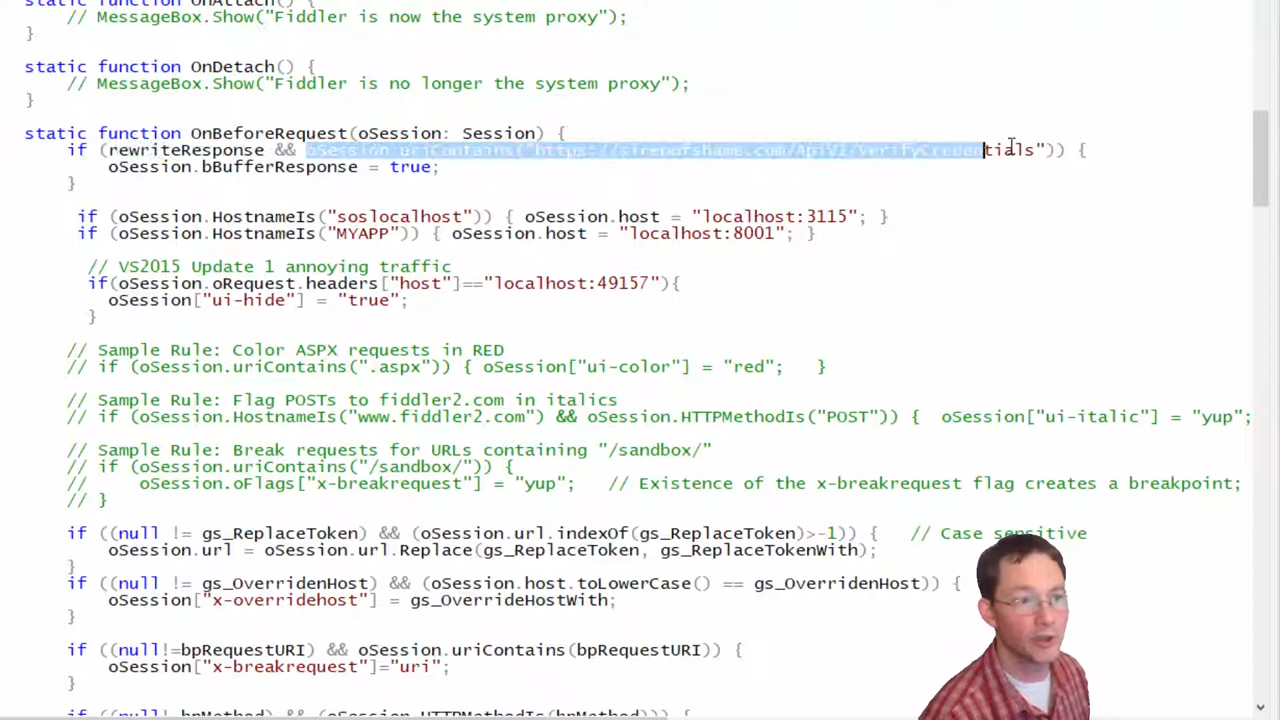 static function OnAttach() {
// MessageBox.Show("Fiddler is now the system proxy");
}
static function OnDetach() {
// MessageBox.Show("Fiddler is no longer the system proxy");
}
static function OnBeforeRequest(oSession: Session) {
if (rewriteResponse && oSession.uriContains("https://sirenofshame.com/ApiV1/VerifyCredentials")) {
oSession.bBufferResponse = true;
}
if (oSession.HostnameIs("soslocalhost")) { oSession.host = "localhost:3115"; }
if (oSession.HostnameIs("MYAPP")) { oSession.host = "localhost:8001"; }
// VS2015 Update 1 annoying traffic
if(oSession.oRequest.headers["host"]=="localhost:49157"){
oSession["ui-hide"] = "true";
}
// Sample Rule: Color ASPX requests in RED
// if (oSession.uriContains(".aspx")) { oSession["ui-color"] = "red";   }
// Sample Rule: Flag POSTs to fiddler2.com in italics
// if (oSession.HostnameIs("www.fiddler2.com") && oSession.HTTPMethodIs("POST")) {  oSession["ui-italic"] = "yup";
// Sample Rule: Break requests for URLs containing "/sandbox/"
// if (oSession.uriContains("/sandbox/")) {
//     oSession.oFlags["x-breakrequest"] = "yup";   // Existence of the x-breakrequest flag creates a breakpoint;
// }
if ((null != gs_ReplaceToken) && (oSession.url.indexOf(gs_ReplaceToken)>-1)) {   // Case sensitive
oSession.url = oSession.url.Replace(gs_ReplaceToken, gs_ReplaceTokenWith);
}
if ((null != gs_OverridenHost) && (oSession.host.toLowerCase() == gs_OverridenHost)) {
oSession["x-overridehost"] = gs_OverrideHostWith;
}
if ((null!=bpRequestURI) && oSession.uriContains(bpRequestURI)) {
oSession["x-breakrequest"]="uri";
}
if ((null!=bpMethod) && (oSession.HTTPMethodIs(bpMethod))) {